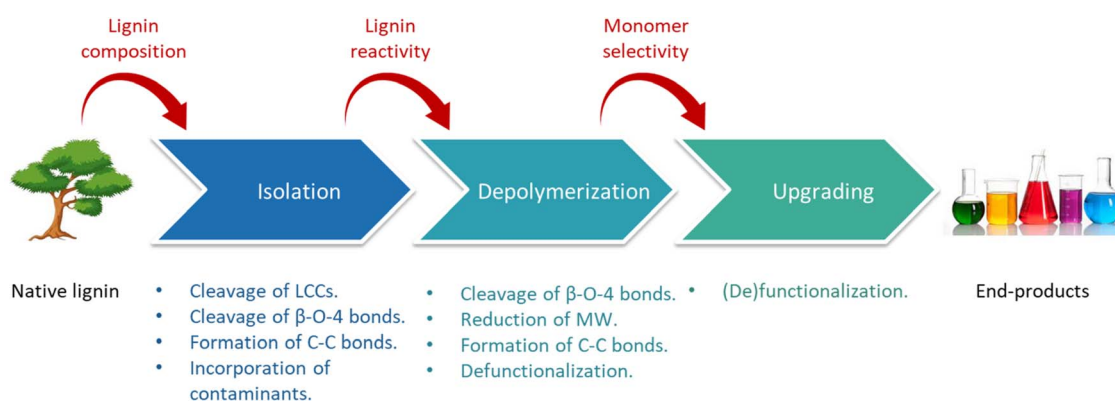 Lignin
composition
Lignin
reactivity
Monomer
selectivity
Isolation
Depolymerization
Upgrading
Native lignin
• Cleavage of LCCs.
• Cleavage of β-O-4 bonds.
• Formation of C-C bonds.
• Incorporation of
contaminants.
• Cleavage of β-O-4 bonds.
• Reduction of MW.
• Formation of C-C bonds.
• Defunctionalization.
• (De)functionalization.
End-products